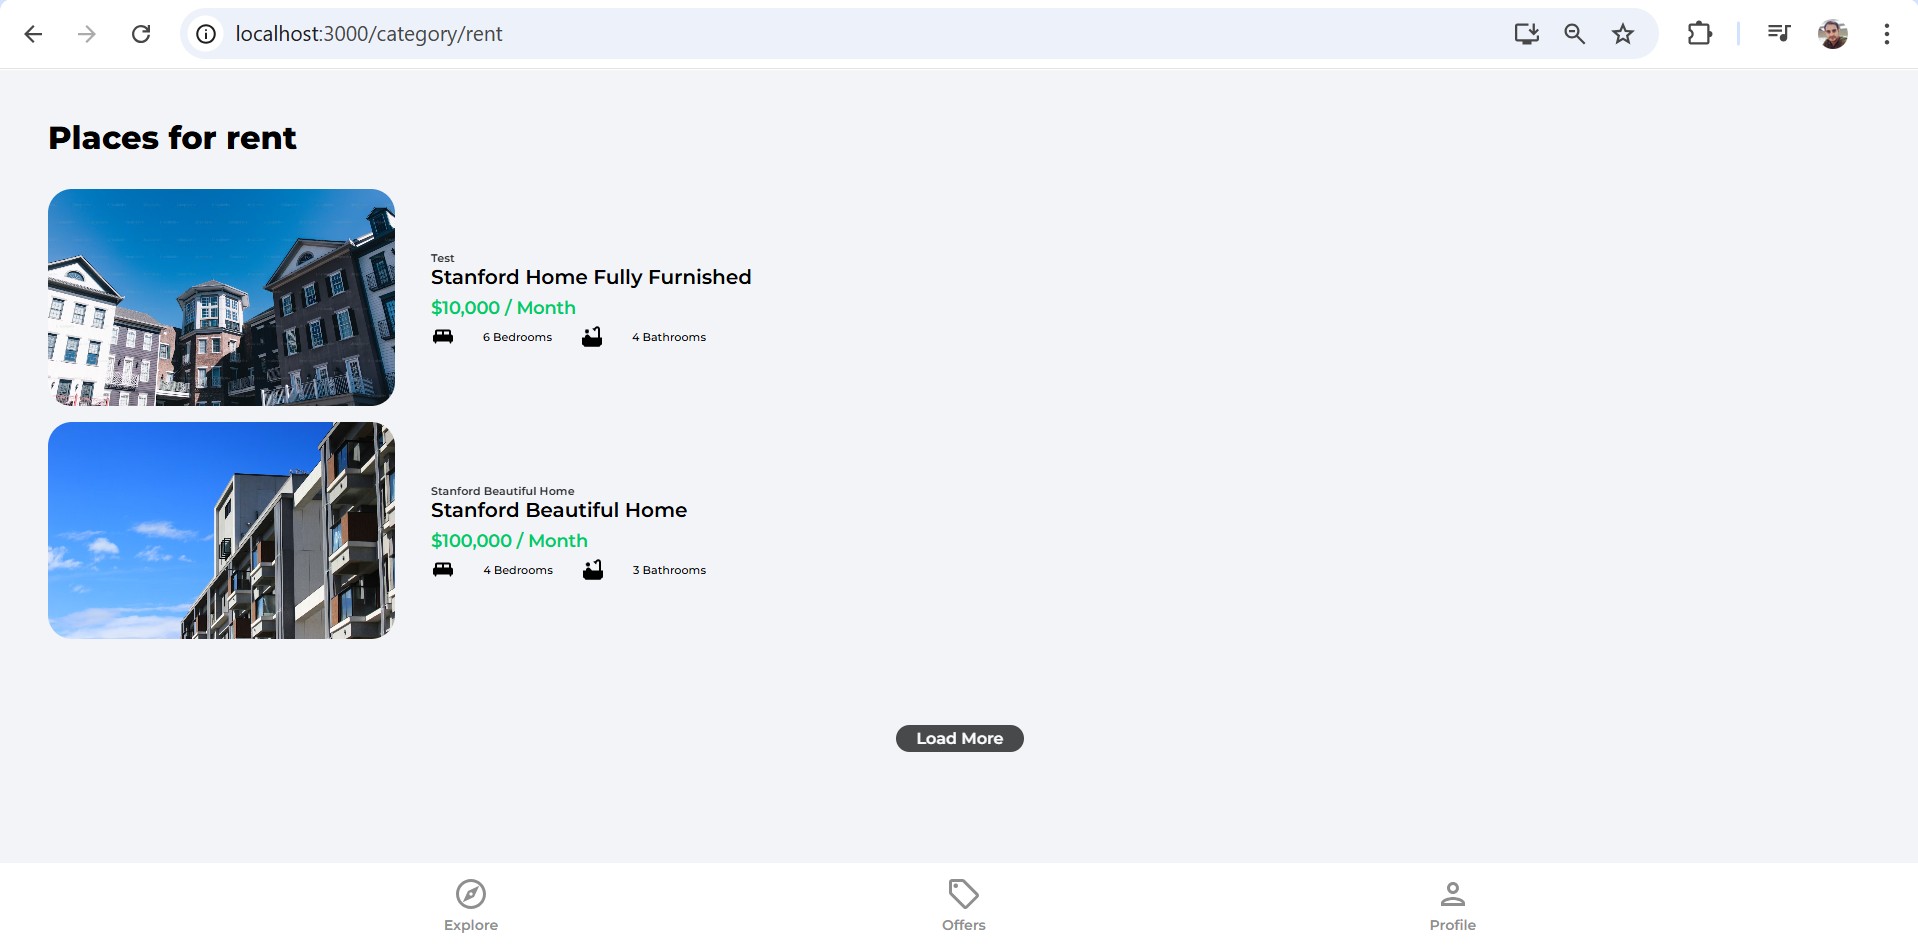 localhost:3000/category/rent
Places for rent
Test
Stanford Home Fully Furnished
$10,000 / Month
6 Bedrooms 4 Bathrooms
Stanford Beautiful Home
Stanford Beautiful Home
$100,000 / Month
4 Bedrooms 3 Bathrooms
Load More
Explore Offers Profile